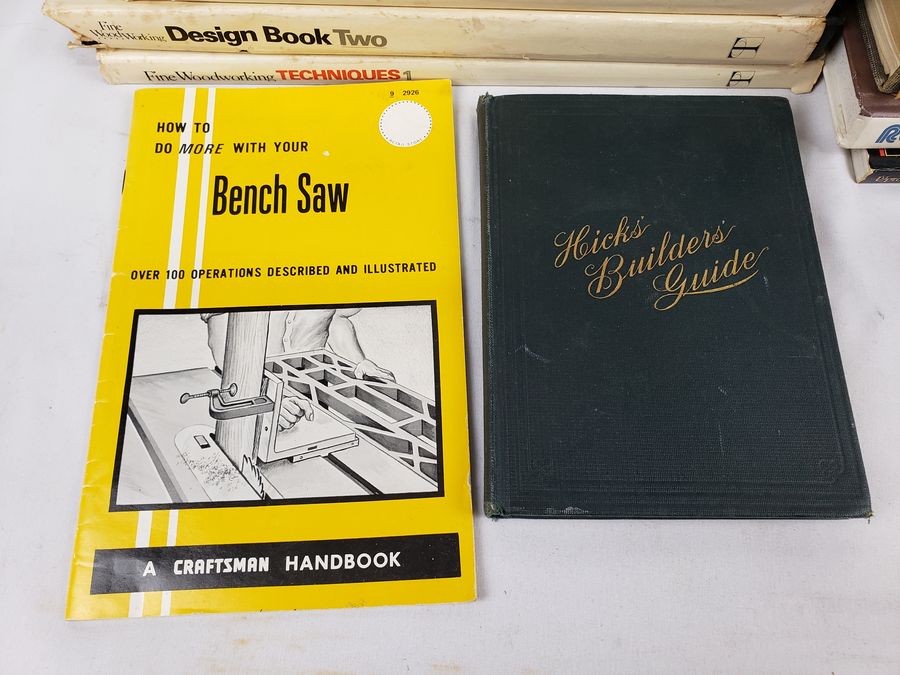 Fine
WoodWorking Design Book Two
Fine Woodworking TECHNIQUES 1
9 2926
HOW TO
DO MORE WITH YOUR
Bench Saw
OVER 100 OPERATIONS DESCRIBED AND ILLUSTRATED
A CRAFTSMAN HANDBOOK
Hicks'
Builders'
Guide